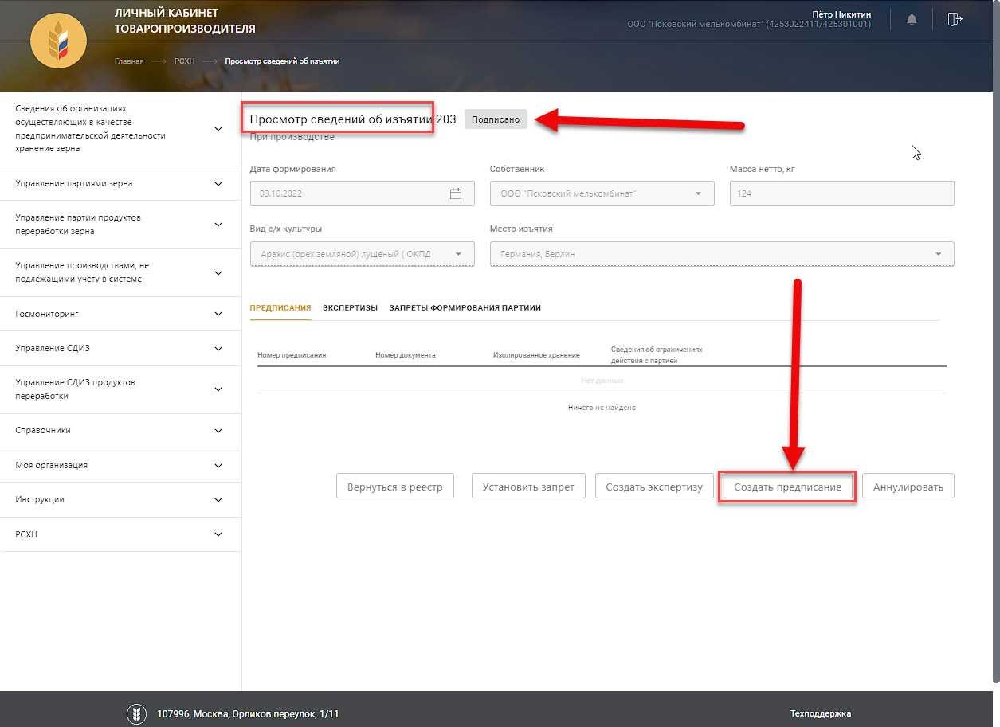 ЛИЧНЫЙ КАБИНЕТ
ТОВАРОПРОИЗВОДИТЕЛЯ
Пётр Никитин
ООО "Псковский мелькомбинат" (4253022411/425301001)
Главная
РСХН
Просмотр сведений об изъятии
Сведения об организациях,
осуществляющих в качестве
предпринимательской деятельности
хранение зерна
Управление партиями зерна
Управление партии продуктов
переработки зерна
Управление производствами, не
подлежащими учету в системе
Госмониторинг
Управление СДИЗ
Управление СДИЗ продуктов
переработки
Справочники
Моя организация
Инструкции
РСХН
Просмотр сведений об изъятии 203
Подписано
При производстве
Дата формирования
Собственник
Масса нетто, кг
03.10.2022
ООО "Псковский мелькомбинат"
124
Вид с/х культуры
Место изъятия
Арахис (орех земляной) лущеный ( ОКПД
Германия, Берлин
ПРЕДПИСАНИЯ
ЭКСПЕРТИЗЫ
ЗАПРЕТЫ ФОРМИРОВАНИЯ ПАРТИИИ
Номер предписания
Номер документа
Изолированное хранение
Сведения об ограничениях
действия с партией
Нет данных
Ничего не найдено
Вернуться в реестр
Установить запрет
Создать экспертизу
Создать предписание
Аннулировать
107996, Москва, Орликов переулок, 1/11
Техподдержка